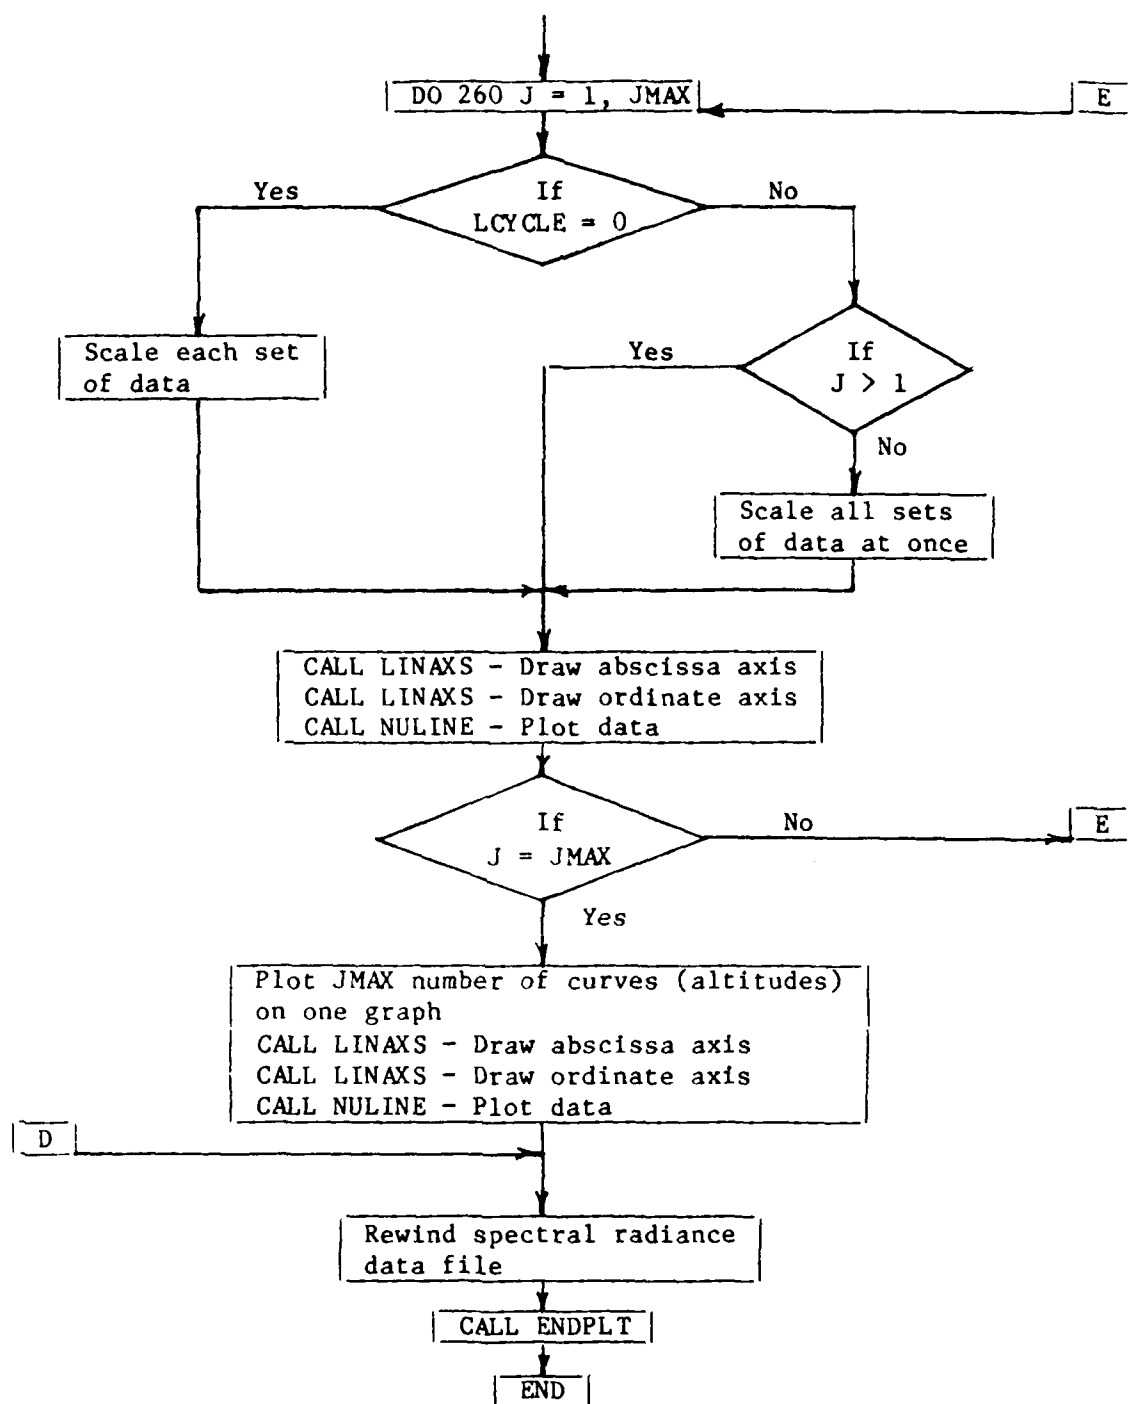 DO 260 J = 1, JMAX
E
Yes
If
LCYCLE = 0
No
Scale each set
of data
Yes
If
J > 1
No
Scale all sets
of data at once
CALL LINAXS - Draw abscissa axis
CALL LINAXS - Draw ordinate axis
CALL NULINE - Plot data
If
J = JMAX
No
E
Yes
Plot JMAX number of curves (altitudes)
on one graph
CALL LINAXS - Draw abscissa axis
CALL LINAXS - Draw ordinate axis
CALL NULINE - Plot data
D
Rewind spectral radiance
data file
CALL ENDPLT
END